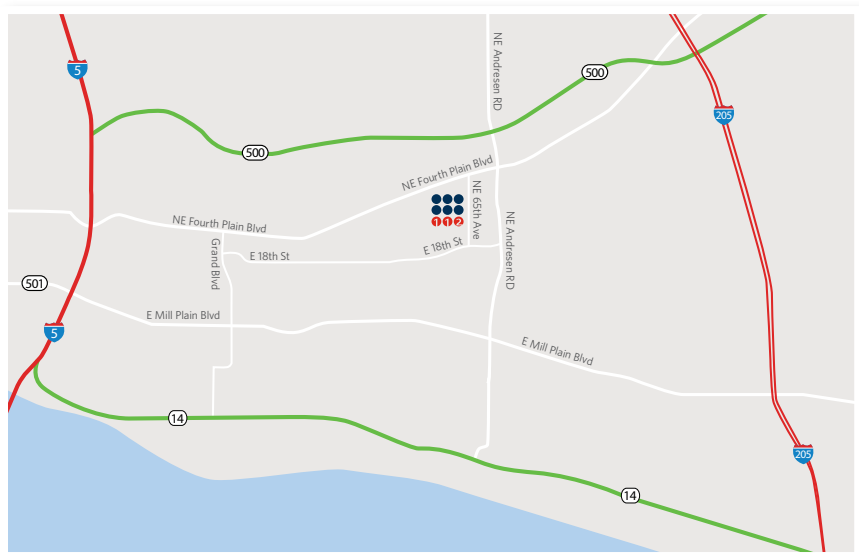 5
NE Andresen RD
500
205
500
NE Fourth Plain Blvd
NE 65th Ave
1 1 2
NE Fourth Plain Blvd
NE Andresen RD
Grand Blvd
E 18th St
E 18th St
501
E Mill Plain Blvd
5
E Mill Plain Blvd
14
205
14